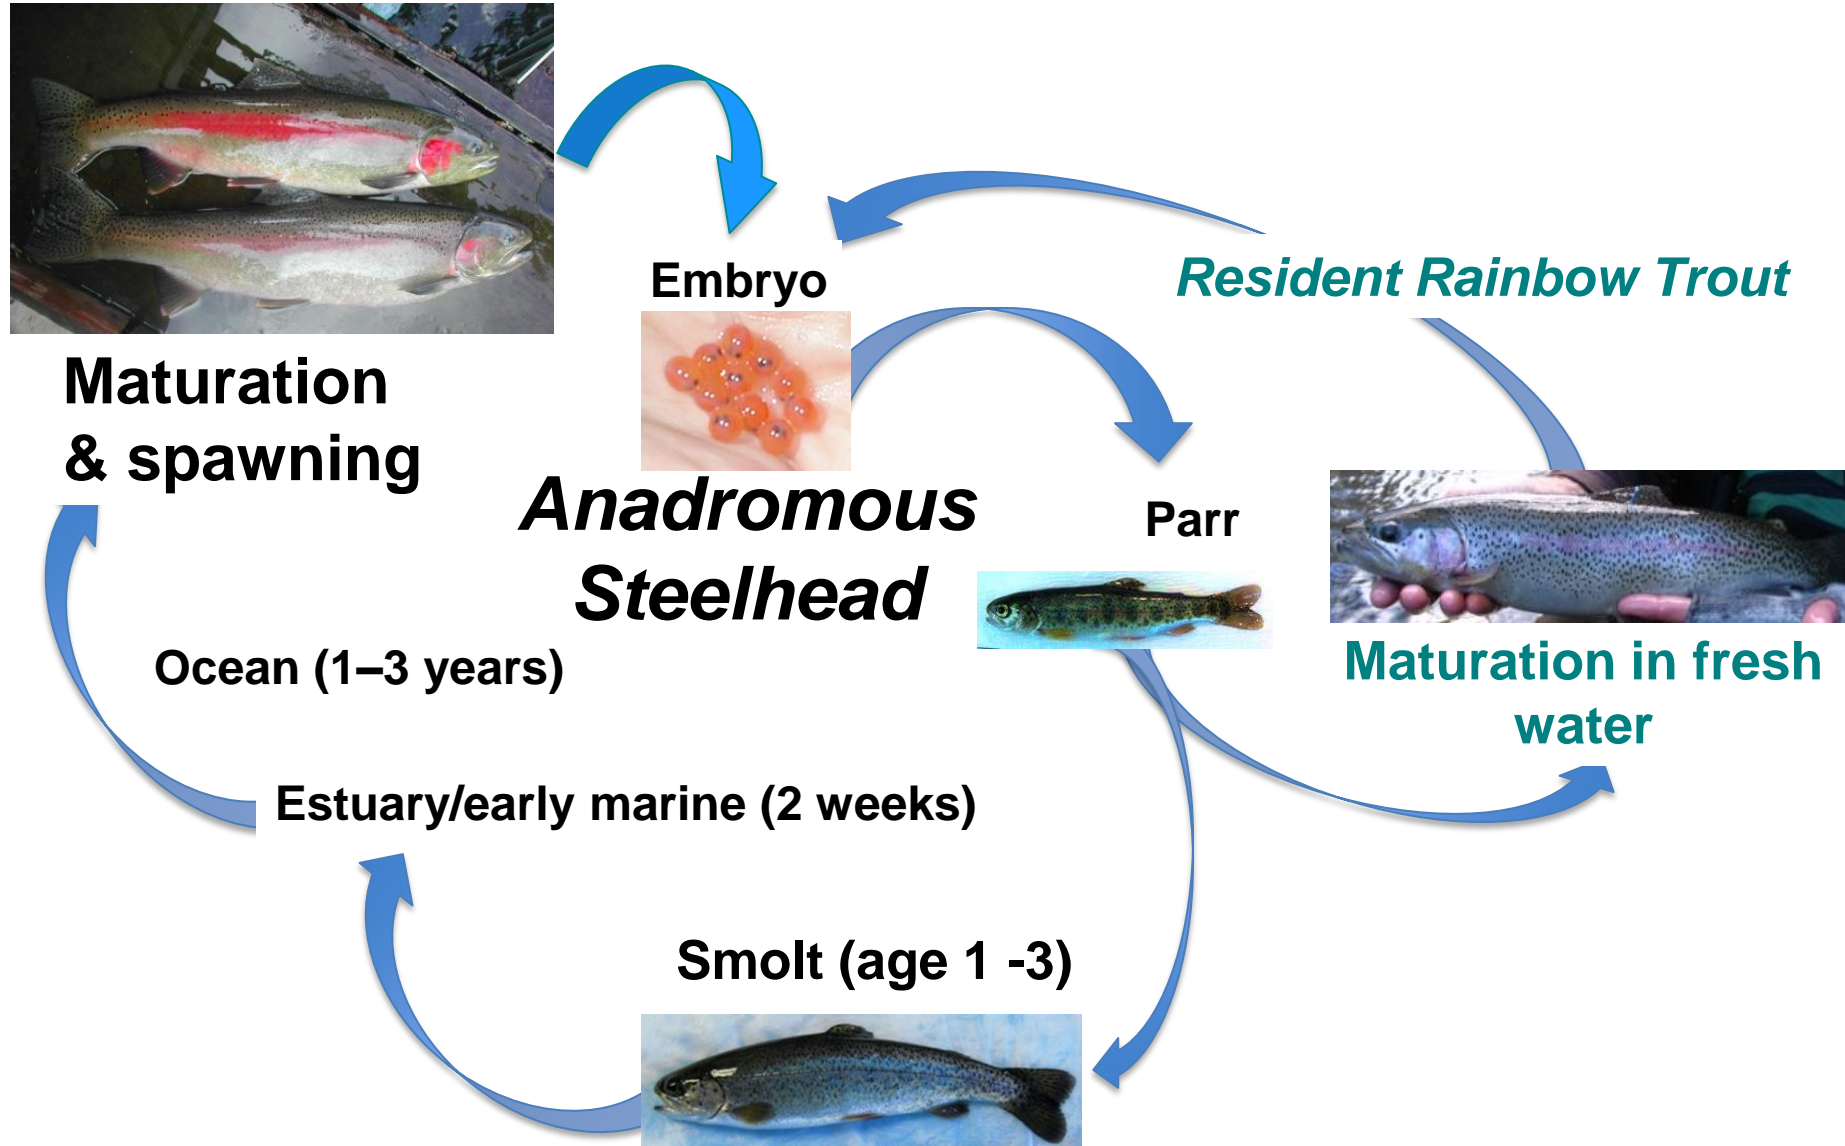 Embryo
Resident Rainbow Trout
Maturation
& spawning
Anadromous
Steelhead
Parr
Ocean (1–3 years)
Maturation in fresh
water
Estuary/early marine (2 weeks)
Smolt (age 1 -3)